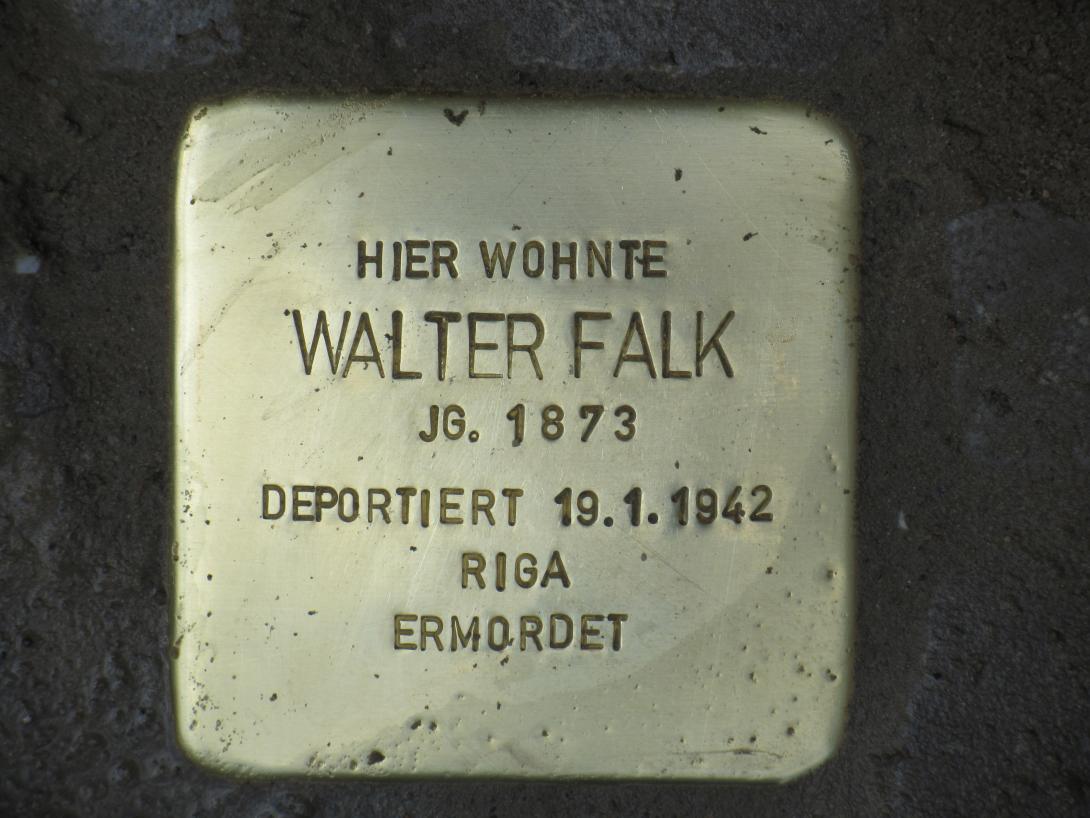 HIER WOHNTE
WALTER FALK
JG. 1873
DEPORTIERT 19.1.1942
RIGA
ERMORDET